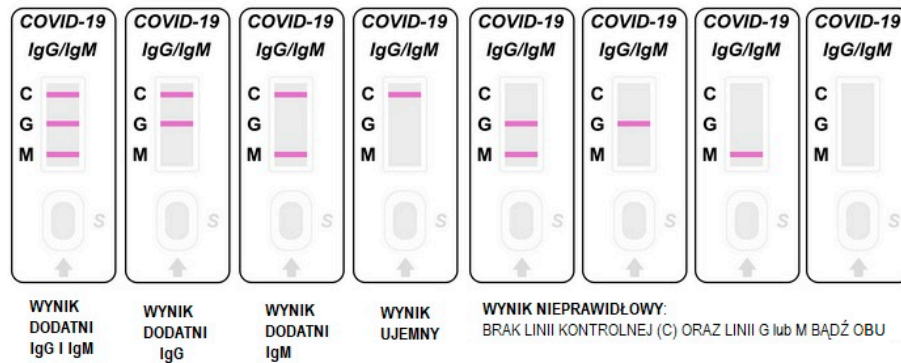 COVID-19
IgG/IgM
C
G
M
S
COVID-19
IgG/IgM
C
G
M
S
COVID-19
IgG/IgM
C
G
M
S
COVID-19
IgG/IgM
C
G
M
S
COVID-19
IgG/IgM
C
G
M
S
COVID-19
IgG/IgM
C
G
M
S
COVID-19
IgG/IgM
C
G
M
S
COVID-19
IgG/IgM
C
G
M
S
WYNIK
DODATNI
IgG I IgM
WYNIK
DODATNI
IgG
WYNIK
DODATNI
IgM
WYNIK
UJEMNY
WYNIK NIEPRAWIDŁOWY:
BRAK LINII KONTROLNEJ (C) ORAZ LINII G lub M BĄDŹ OBU